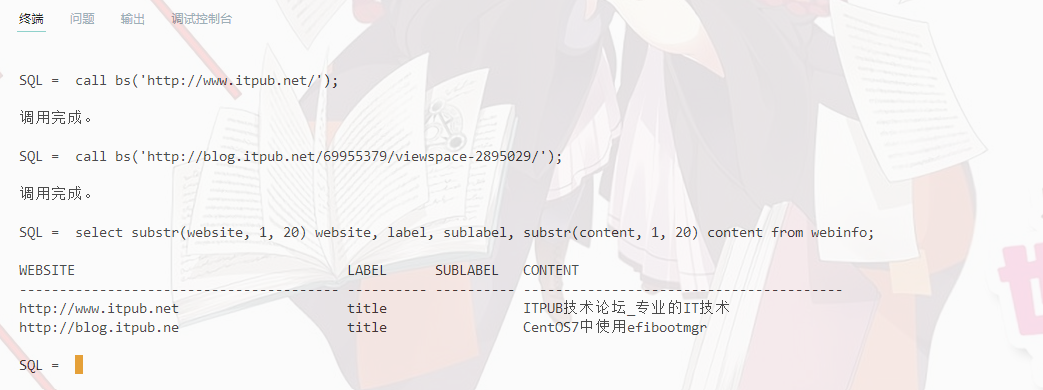 终端 问题 输出 调试控制台
SQL = call bs('http://www.itpub.net/');
调用完成。
SQL = call bs('http://blog.itpub.net/69955379/viewspace-2895029/');
调用完成。
SQL = select substr(website, 1, 20) website, label, sublabel, substr(content, 1, 20) content from webinfo;
WEBSITE LABEL SUBLABEL CONTENT
---------------------------------------- ---------- ---------- ----------------------------------------
http://www.itpub.net title ITPUB技术论坛_专业的IT技术
http://blog.itpub.ne title CentOS7中使用efibootmgr
SQL =